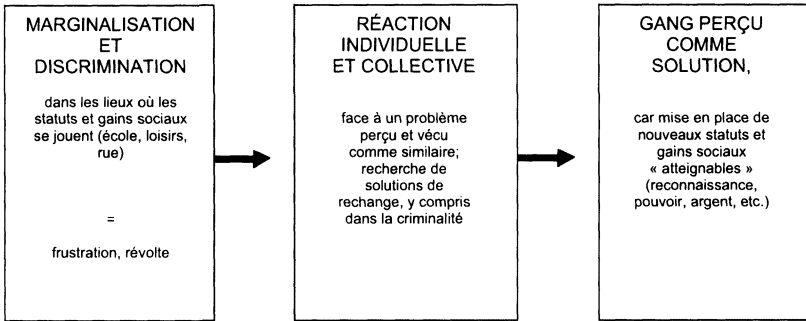 MARGINALISATION
ET
DISCRIMINATION
dans les lieux où les
statuts et gains sociaux
se jouent (école, loisirs,
rue)
=
frustration, révolte
RÉACTION
INDIVIDUELLE
ET COLLECTIVE
face à un problème
perçu et vécu
comme similaire;
recherche de
solutions de
rechange, y compris
dans la criminalité
GANG PERÇU
COMME
SOLUTION,
car mise en place de
nouveaux statuts et
gains sociaux
« atteignables »
(reconnaissance,
pouvoir, argent, etc.)